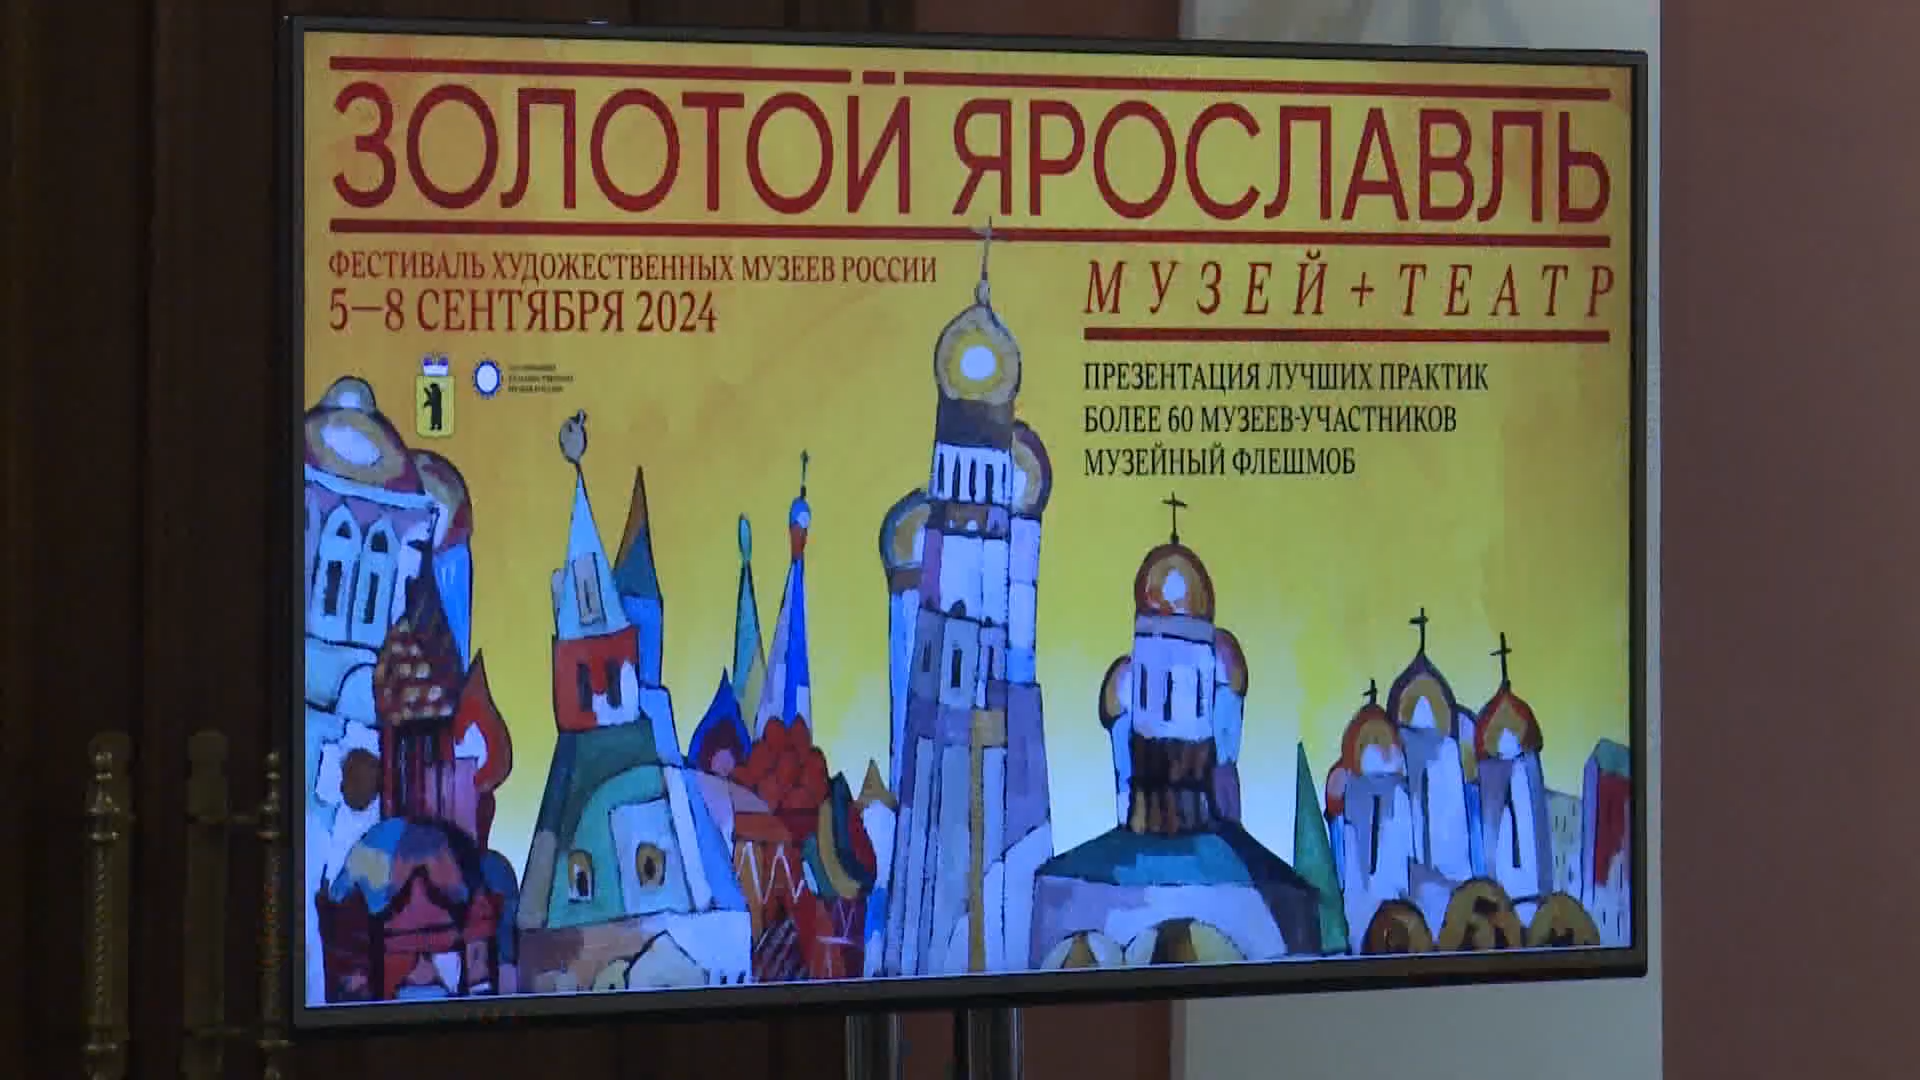 ЗОЛОТОЙ ЯРОСЛАВЛЬ
ФЕСТИВАЛЬ ХУДОЖЕСТВЕННЫХ МУЗЕЕВ РОССИИ
5—8 СЕНТЯБРЯ 2024
МУЗЕЙ + ТЕАТР
ПРЕЗЕНТАЦИЯ ЛУЧШИХ ПРАКТИК
БОЛЕЕ 60 МУЗЕЕВ-УЧАСТНИКОВ
МУЗЕЙНЫЙ ФЛЕШМОБ